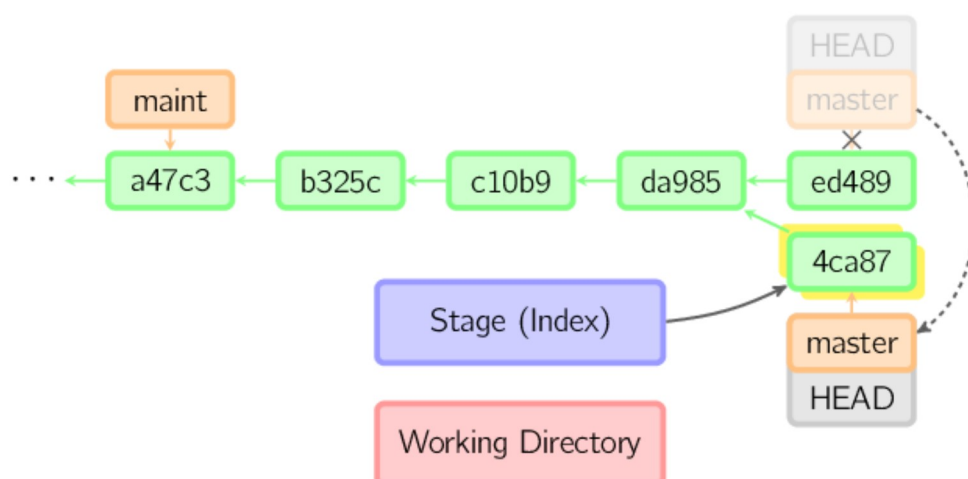 HEAD
maint
master
... a47c3 b325c c10b9 da985 ed489
4ca87
Stage (Index)
master
HEAD
Working Directory